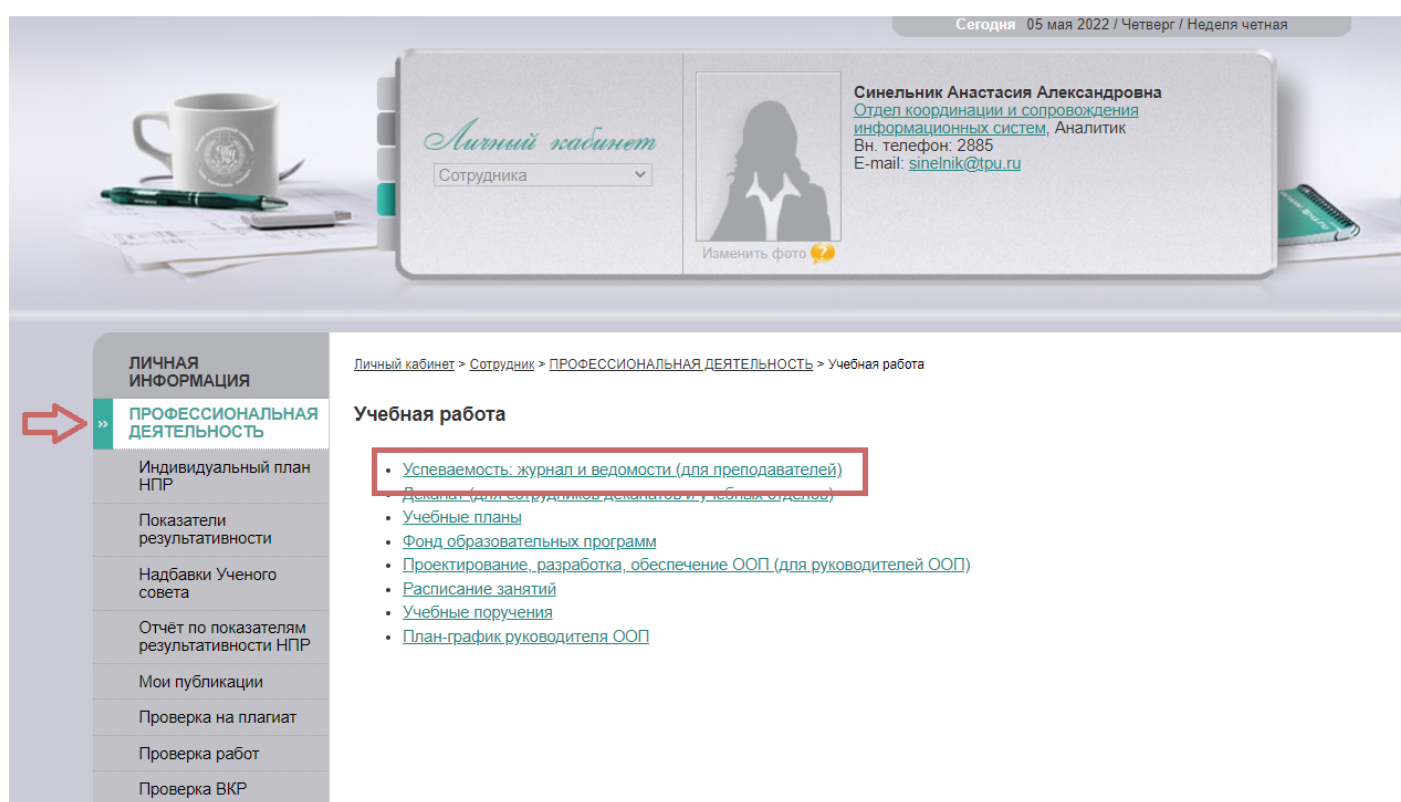 Сегодня 05 мая 2022 / Четверг / Неделя четная
Личный кабинет
Сотрудника
Синельник Анастасия Александровна
Отдел координации и сопровождения
информационных систем, Аналитик
Вн. телефон: 2885
E-mail: sinelnik@tpu.ru
Изменить фото
ЛИЧНАЯ
ИНФОРМАЦИЯ
ПРОФЕССИОНАЛЬНАЯ
ДЕЯТЕЛЬНОСТЬ
Индивидуальный план
НПР
Показатели
результативности
Надбавки Ученого
совета
Отчёт по показателям
результативности НПР
Мои публикации
Проверка на плагиат
Проверка работ
Проверка ВКР
Личный кабинет > Сотрудник > ПРОФЕССИОНАЛЬНАЯ ДЕЯТЕЛЬНОСТЬ > Учебная работа
Учебная работа
Успеваемость: журнал и ведомости (для преподавателей)
Деканат (для сотрудников деканатов и учебных отделов)
Учебные планы
Фонд образовательных программ
Проектирование, разработка, обеспечение ООП (для руководителей ООП)
Расписание занятий
Учебные поручения
План-график руководителя ООП